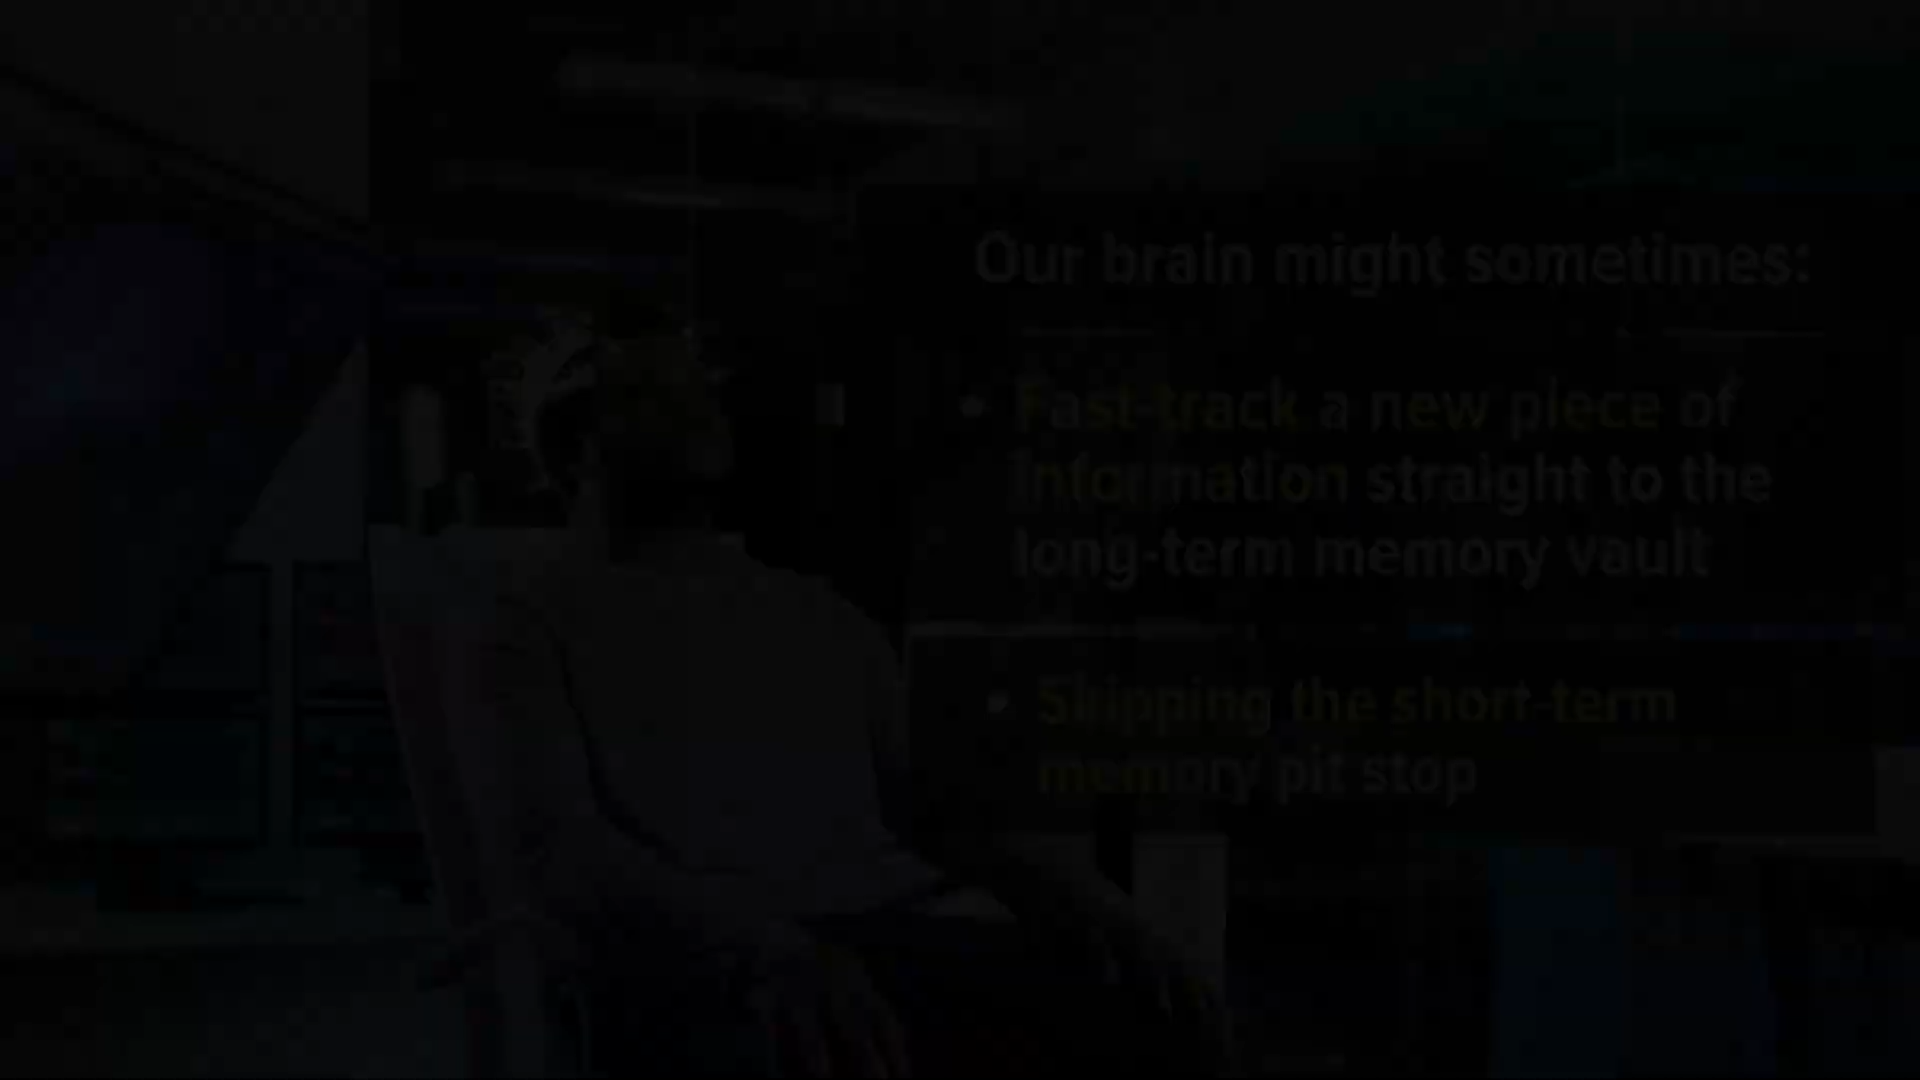 Our brain might sometimes:
• Fast-track a new piece of
information straight to the
long-term memory vault
• Skipping the short-term
memory pit stop